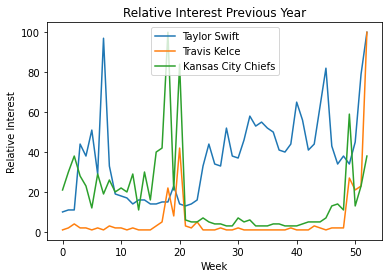 Relative Interest Previous Year
Taylor Swift
Travis Kelce
Kansas City Chiefs
Relative Interest
100
80
60
40
20
0
0 10 20 30 40 50
Week